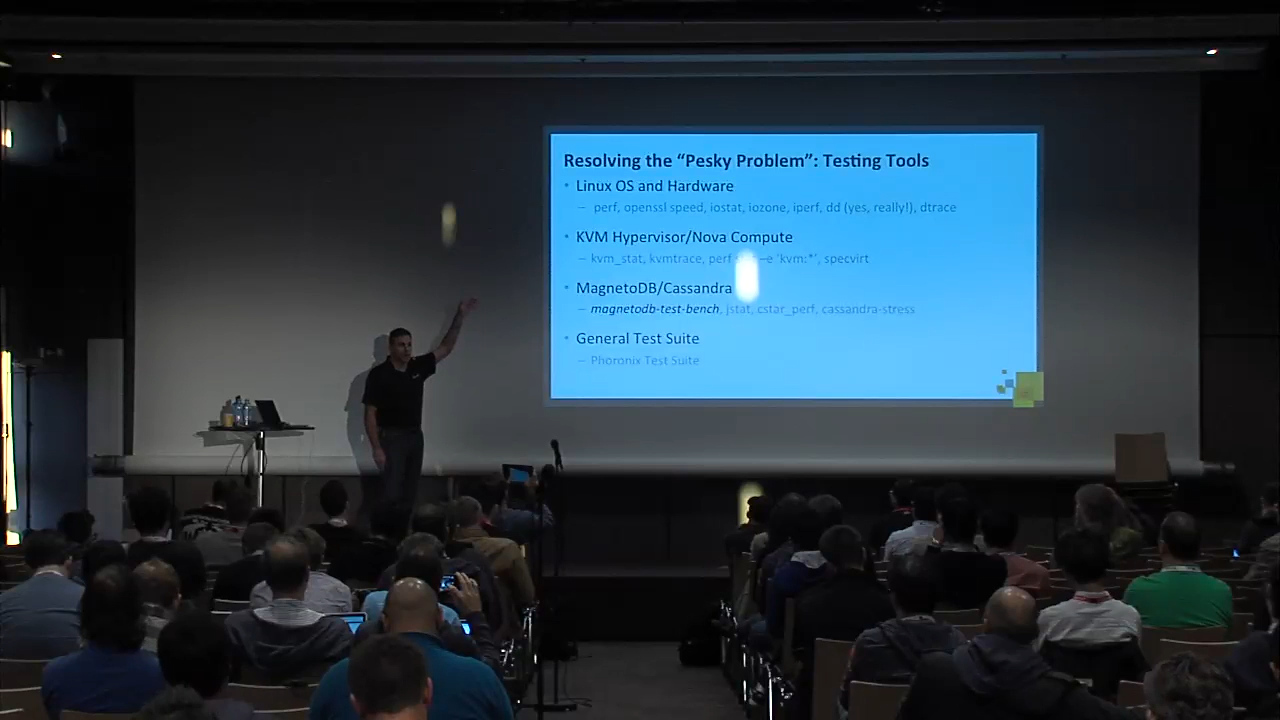 Resolving the “Pesky Problem”: Testing Tools
• Linux OS and Hardware
– perf, openssl speed, iostat, iozone, iperf, dd (yes, really!), dtrace
• KVM Hypervisor/Nova Compute
– kvm_stat, kvmtrace, perf –e 'kvm:*', specvirt
• MagnetoDB/Cassandra
– magnetodb-test-bench, jstat, cstar_perf, cassandra-stress
• General Test Suite
– Phoronix Test Suite